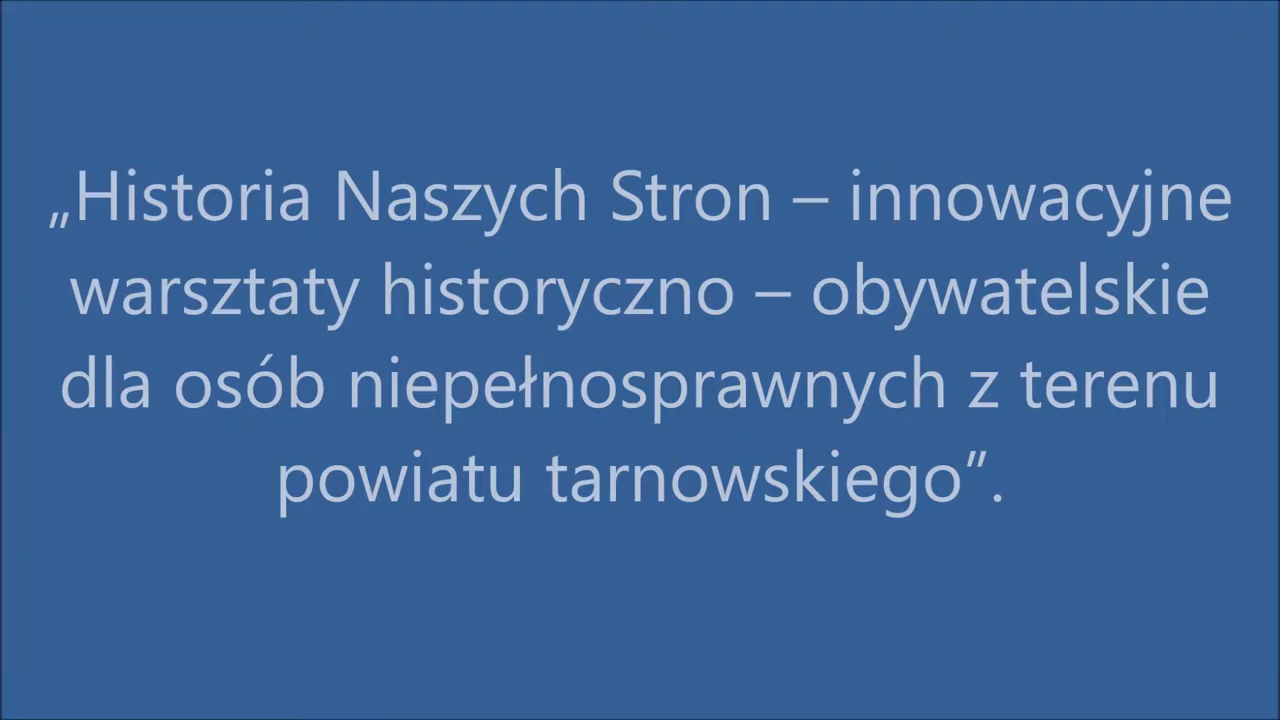 „Historia Naszych Stron – innowacyjne
warsztaty historyczno – obywatelskie
dla osób niepełnosprawnych z terenu
powiatu tarnowskiego”.